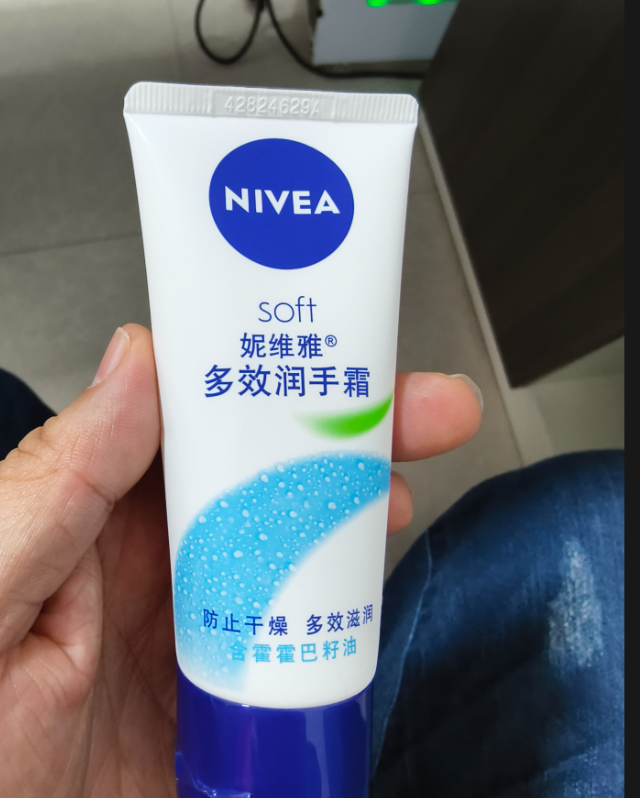 42824629A
NIVEA
soft
妮维雅®
多效润手霜
防止干燥 多效滋润
含霍霍巴籽油